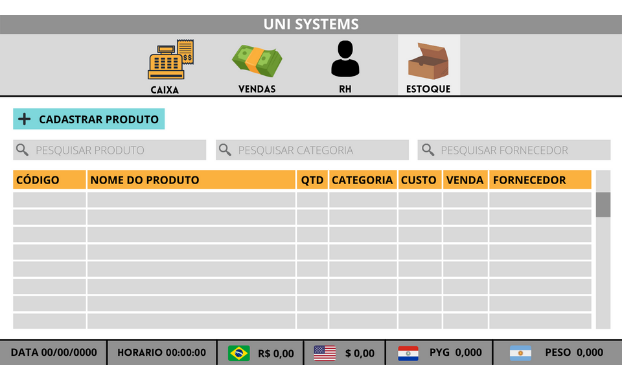 UNI SYSTEMS
$$
CAIXA VENDAS RH ESTOQUE
+ CADASTRAR PRODUTO
PESQUISAR PRODUTO PESQUISAR CATEGORIA PESQUISAR FORNECEDOR
CÓDIGO NOME DO PRODUTO QTD CATEGORIA CUSTO VENDA FORNECEDOR
DATA 00/00/0000 HORARIO 00:00:00 R$ 0,00 $ 0,00 PYG 0,000 PESO 0,000